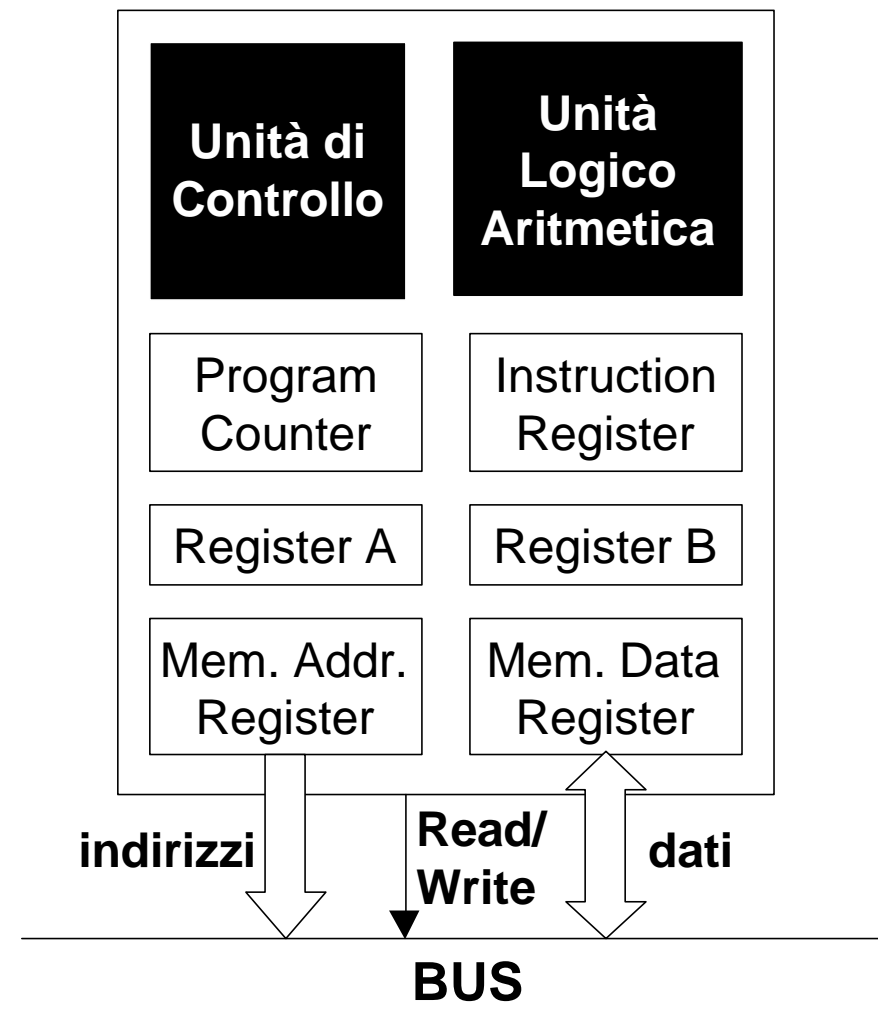 Unità di
Controllo
Unità
Logico
Aritmetica
Program
Counter
Instruction
Register
Register A
Register B
Mem. Addr.
Register
Mem. Data
Register
indirizzi
Read/
Write
dati
BUS